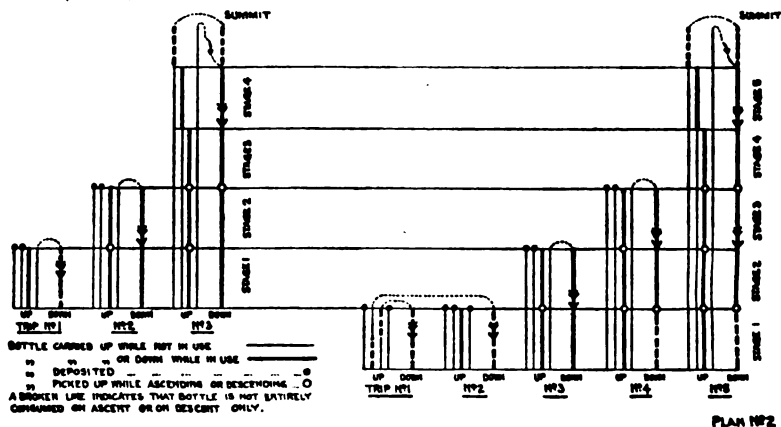 SUMMIT
SUMMIT
STAGE 4
STAGE 3
STAGE 2
STAGE 1
STAGE 5
STAGE 4
STAGE 3
STAGE 2
STAGE 1
UP DOWN
UP DOWN
UP DOWN
TRIP Nº1
Nº2
Nº3
BOTTLE CARRIED UP WHILE NOT IN USE
" " " OR DOWN WHILE IN USE
" DEPOSITED
" PICKED UP WHILE ASCENDING OR DESCENDING
A BROKEN LINE INDICATES THAT BOTTLE IS NOT ENTIRELY
CONSUMED ON ASCENT OR ON DESCENT ONLY.
UP DOWN
UP DOWN
UP DOWN
UP DOWN
UP DOWN
TRIP Nº1
Nº2
Nº3
Nº4
Nº5
PLAN Nº2